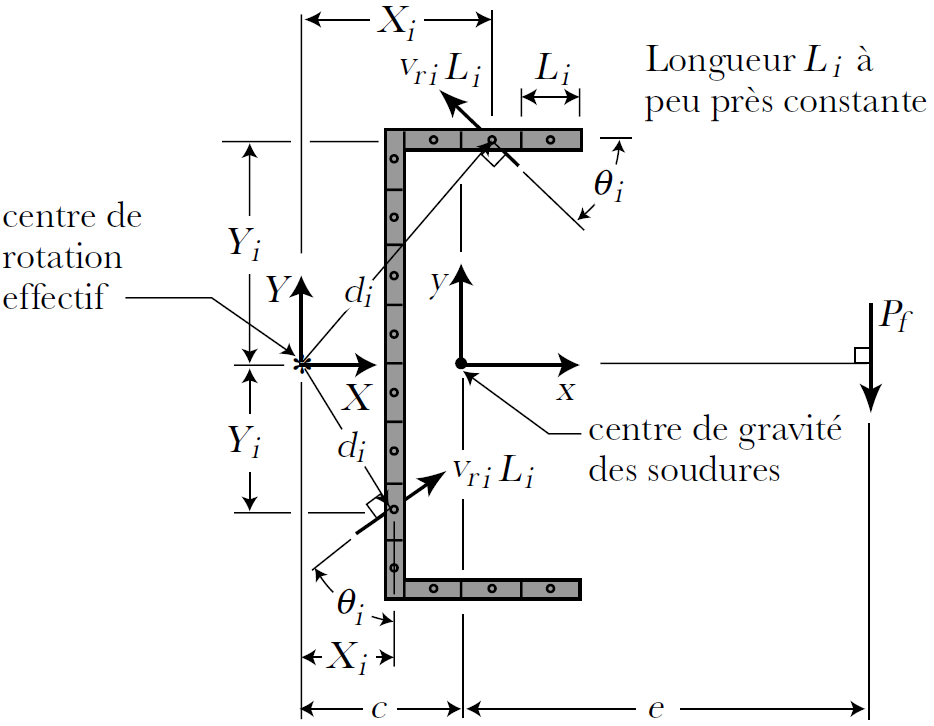 X_i
v_ri L_i
L_i
Longueur L_i à
peu près constante
θ_i
centre de
rotation
effectif
Y_i
Y
d_i
y
P_f
X
x
Y_i
d_i
centre de gravité
des soudures
v_ri L_i
θ_i
X_i
c
e